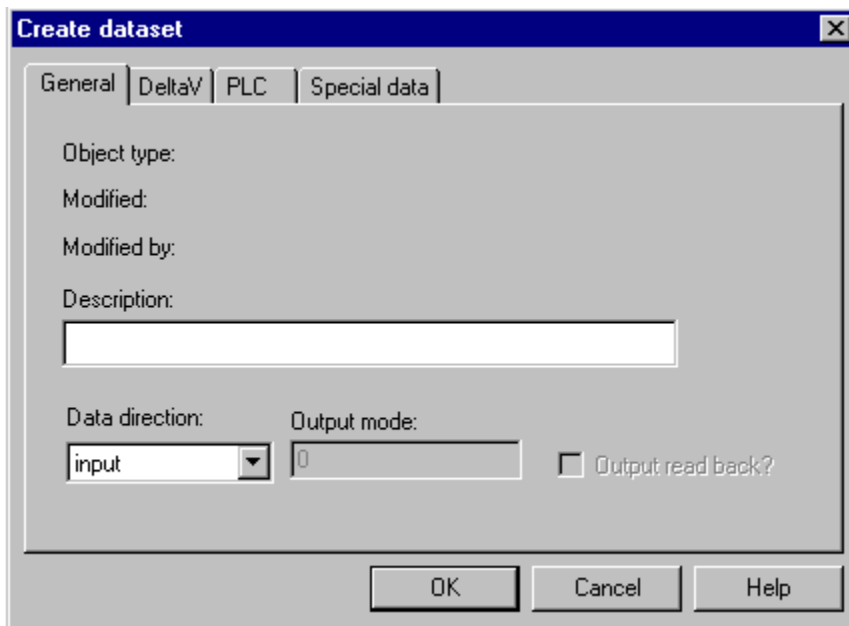 Create dataset
General DeltaV PLC Special data
Object type:
Modified:
Modified by:
Description:
Data direction: Output mode:
input 0 Output read back?
OK Cancel Help